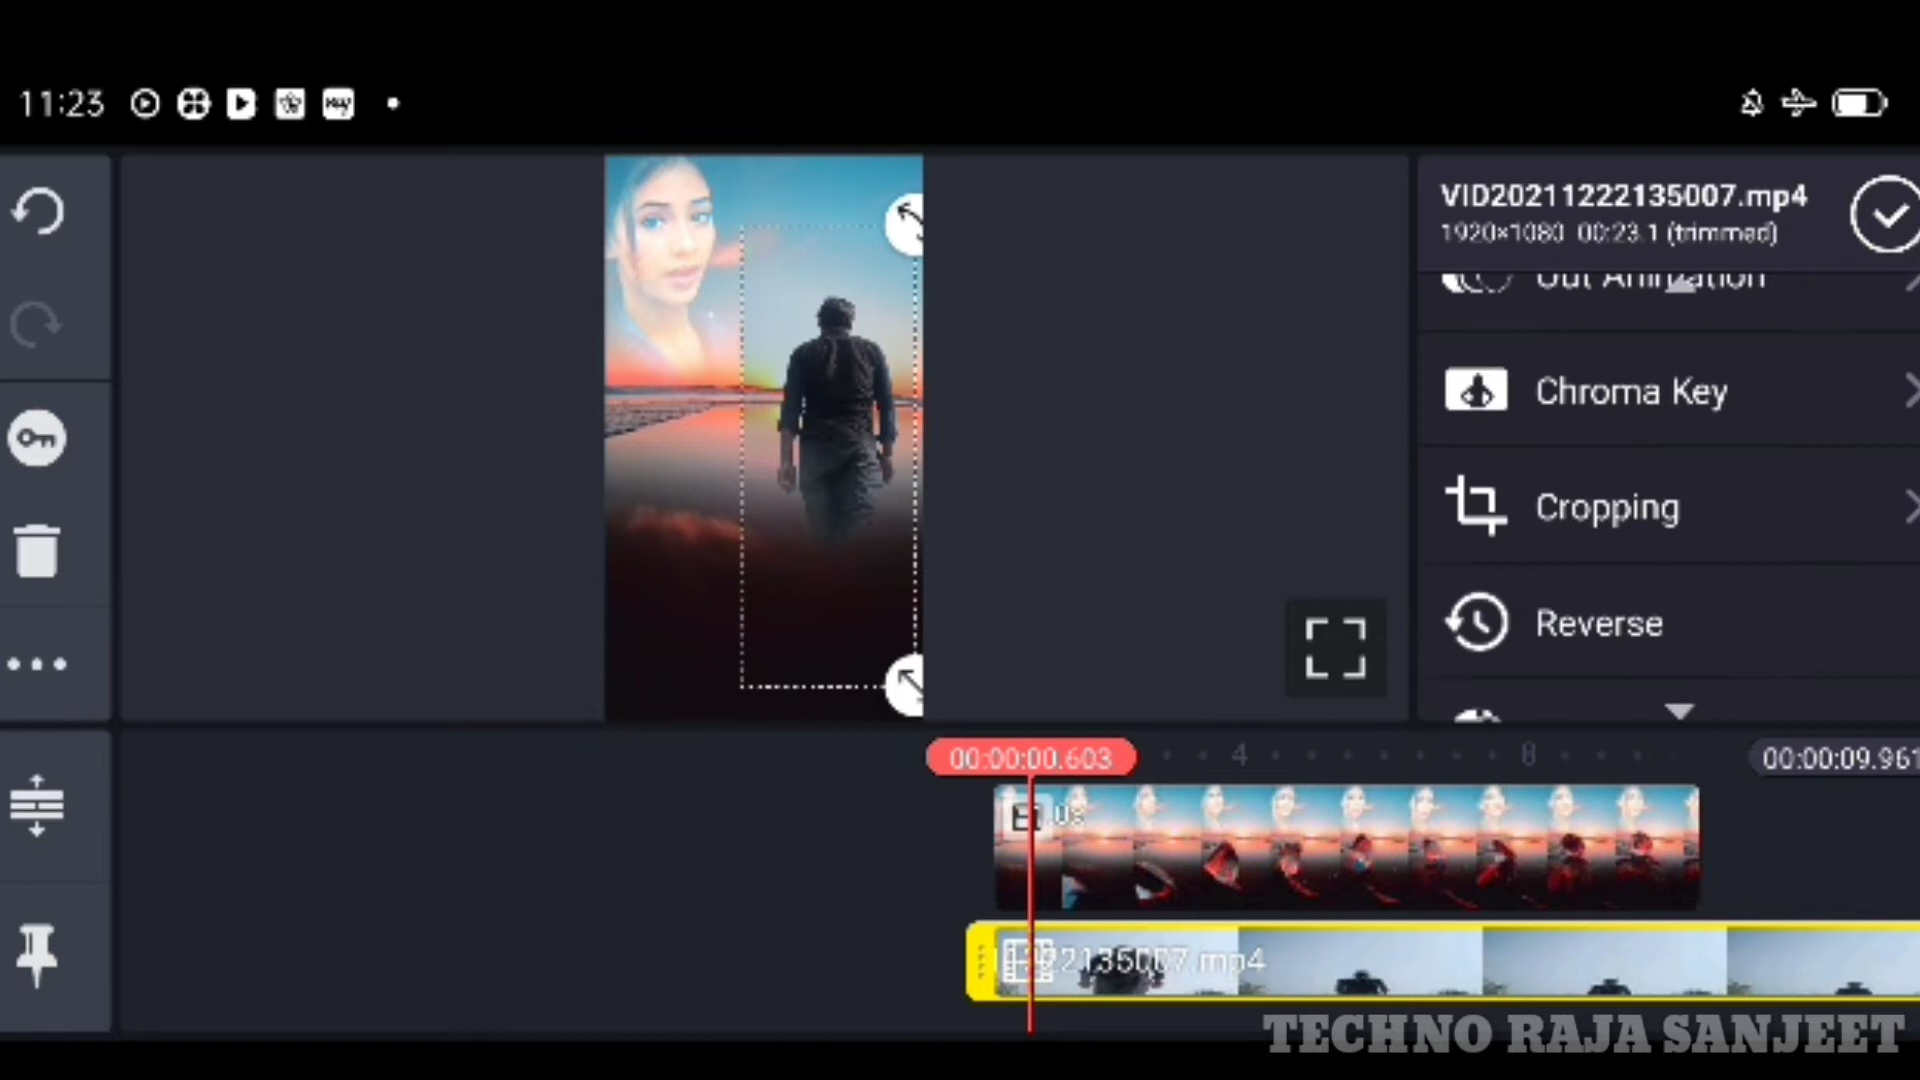 11:23
VID20211222135007.mp4
1920×1080 00:23.1 (trimmed)
Out Animation
Chroma Key
Cropping
Reverse
00:00:00.603
4
8
00:00:09.961
222135007.mp4
TECHNO RAJA SANJEET